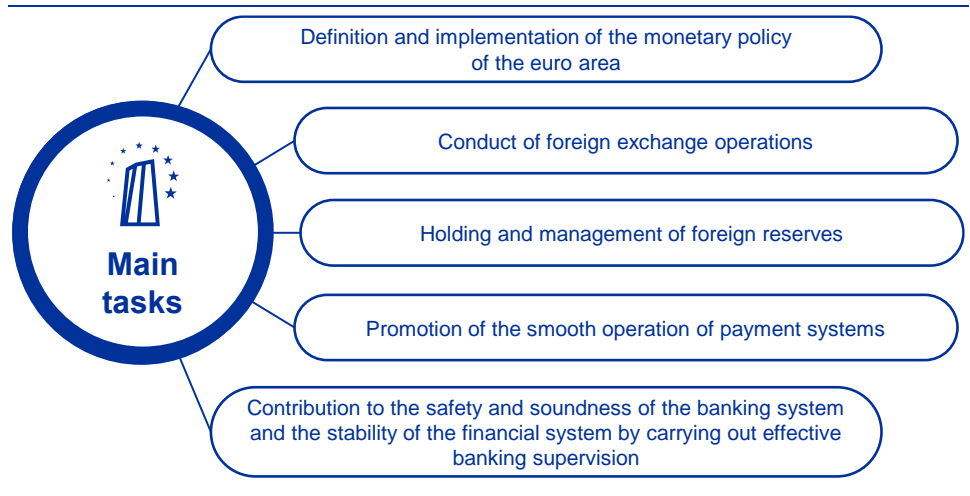 Definition and implementation of the monetary policy
of the euro area
Conduct of foreign exchange operations
Main
tasks
Holding and management of foreign reserves
Promotion of the smooth operation of payment systems
Contribution to the safety and soundness of the banking system
and the stability of the financial system by carrying out effective
banking supervision